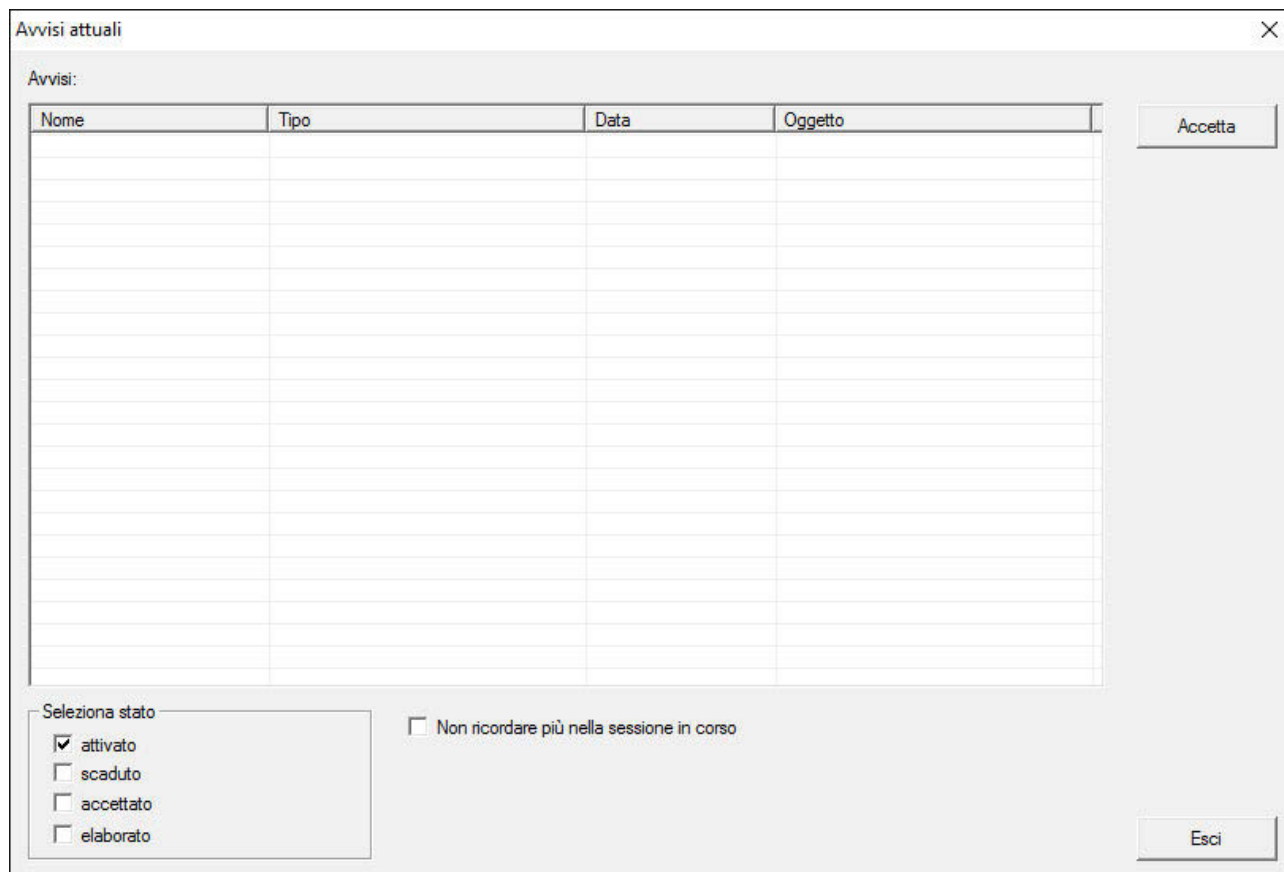 Avvisi attuali
Avvisi:
Nome Tipo Data Oggetto
Accetta
Seleziona stato
attivato
scaduto
accettato
elaborato
Non ricordare più nella sessione in corso
Esci